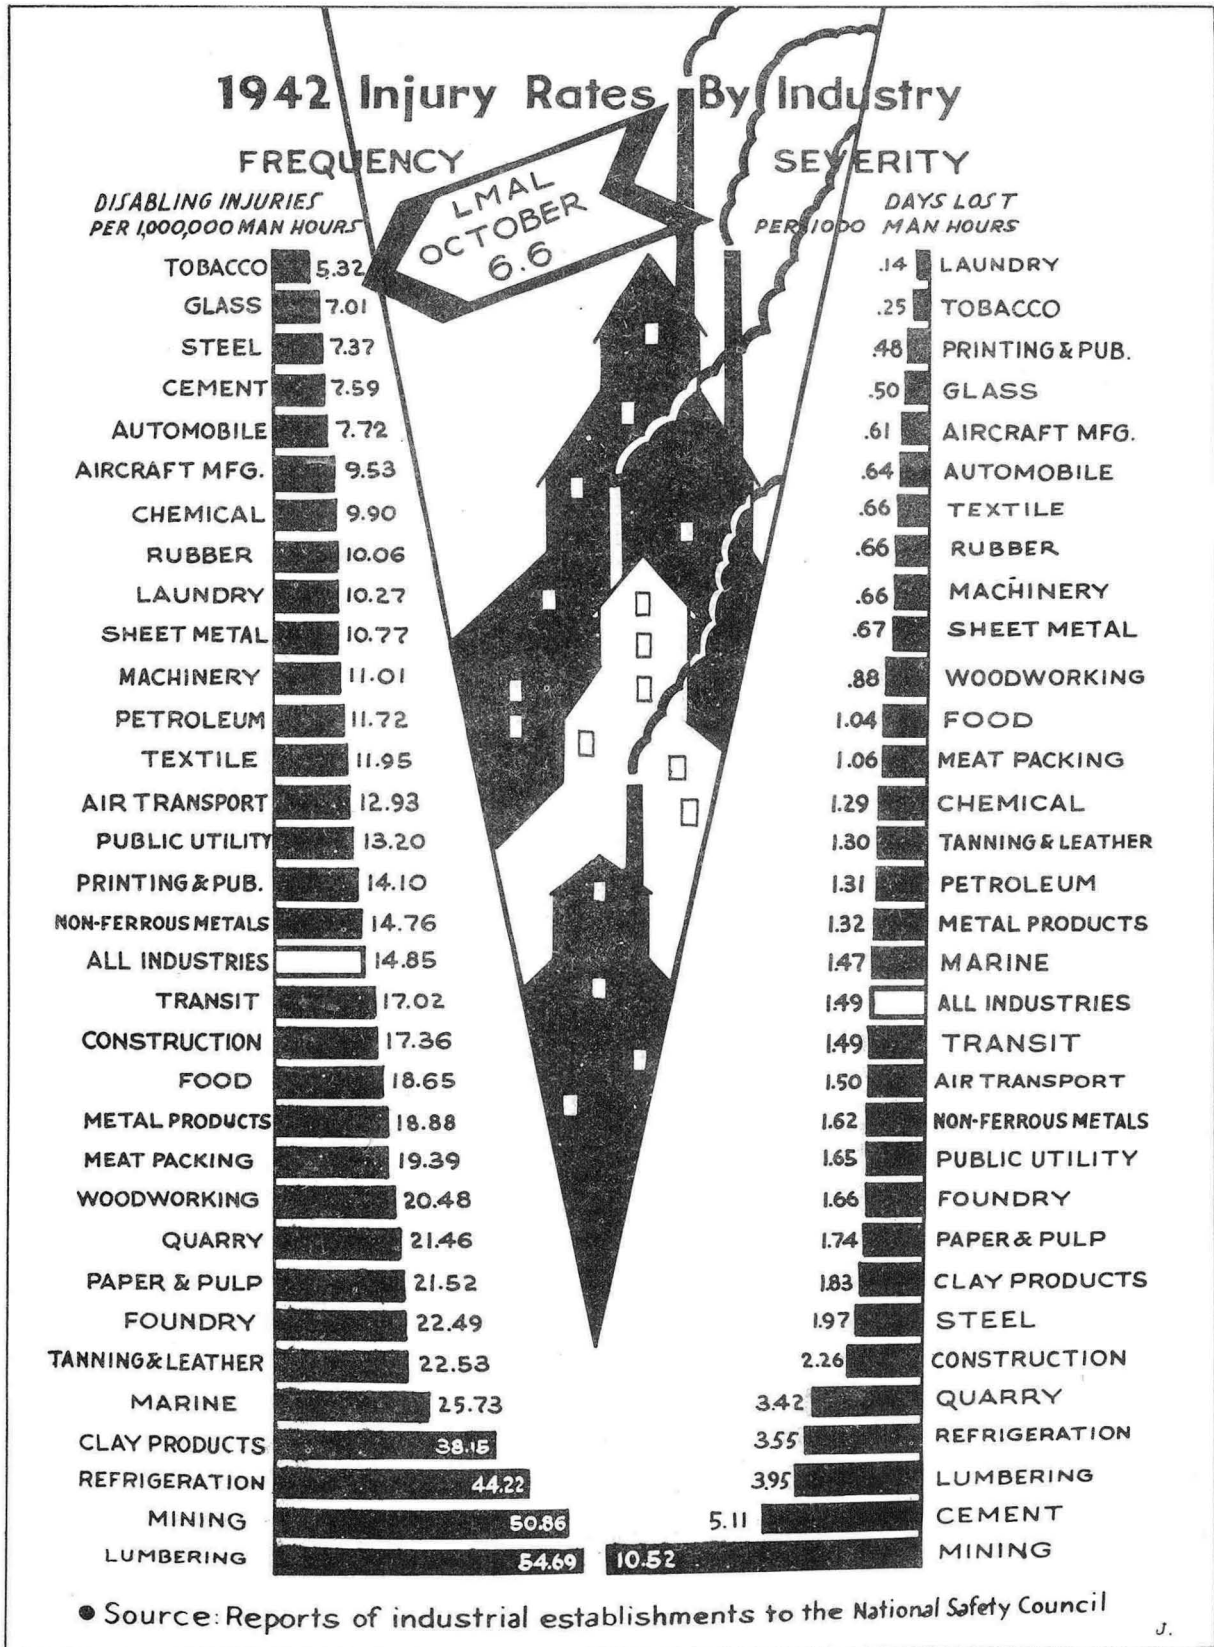 1942 Injury Rates By Industry
FREQUENCY
DISABLING INJURIES
PER 1,000,000 MAN HOURS
LMAL
OCTOBER
6.6
SEVERITY
DAYS LOST
PER 1000 MAN HOURS
TOBACCO 5.32
GLASS 7.01
STEEL 7.37
CEMENT 7.59
AUTOMOBILE 7.72
AIRCRAFT MFG. 9.53
CHEMICAL 9.90
RUBBER 10.06
LAUNDRY 10.27
SHEET METAL 10.77
MACHINERY 11.01
PETROLEUM 11.72
TEXTILE 11.95
AIR TRANSPORT 12.93
PUBLIC UTILITY 13.20
PRINTING & PUB. 14.10
NON-FERROUS METALS 14.76
ALL INDUSTRIES 14.85
TRANSIT 17.02
CONSTRUCTION 17.36
FOOD 18.65
METAL PRODUCTS 18.88
MEAT PACKING 19.39
WOODWORKING 20.48
QUARRY 21.46
PAPER & PULP 21.52
FOUNDRY 22.49
TANNING & LEATHER 22.53
MARINE 25.73
CLAY PRODUCTS 38.15
REFRIGERATION 44.22
MINING 50.86
LUMBERING 54.69
.14 LAUNDRY
.25 TOBACCO
.48 PRINTING & PUB.
.50 GLASS
.61 AIRCRAFT MFG.
.64 AUTOMOBILE
.66 TEXTILE
.66 RUBBER
.66 MACHINERY
.67 SHEET METAL
.88 WOODWORKING
1.04 FOOD
1.06 MEAT PACKING
1.29 CHEMICAL
1.30 TANNING & LEATHER
1.31 PETROLEUM
1.32 METAL PRODUCTS
1.47 MARINE
1.49 ALL INDUSTRIES
1.49 TRANSIT
1.50 AIR TRANSPORT
1.62 NON-FERROUS METALS
1.65 PUBLIC UTILITY
1.66 FOUNDRY
1.74 PAPER & PULP
1.83 CLAY PRODUCTS
1.97 STEEL
2.26 CONSTRUCTION
3.42 QUARRY
3.55 REFRIGERATION
3.95 LUMBERING
5.11 CEMENT
10.52 MINING
● Source: Reports of industrial establishments to the National Safety Council
J.